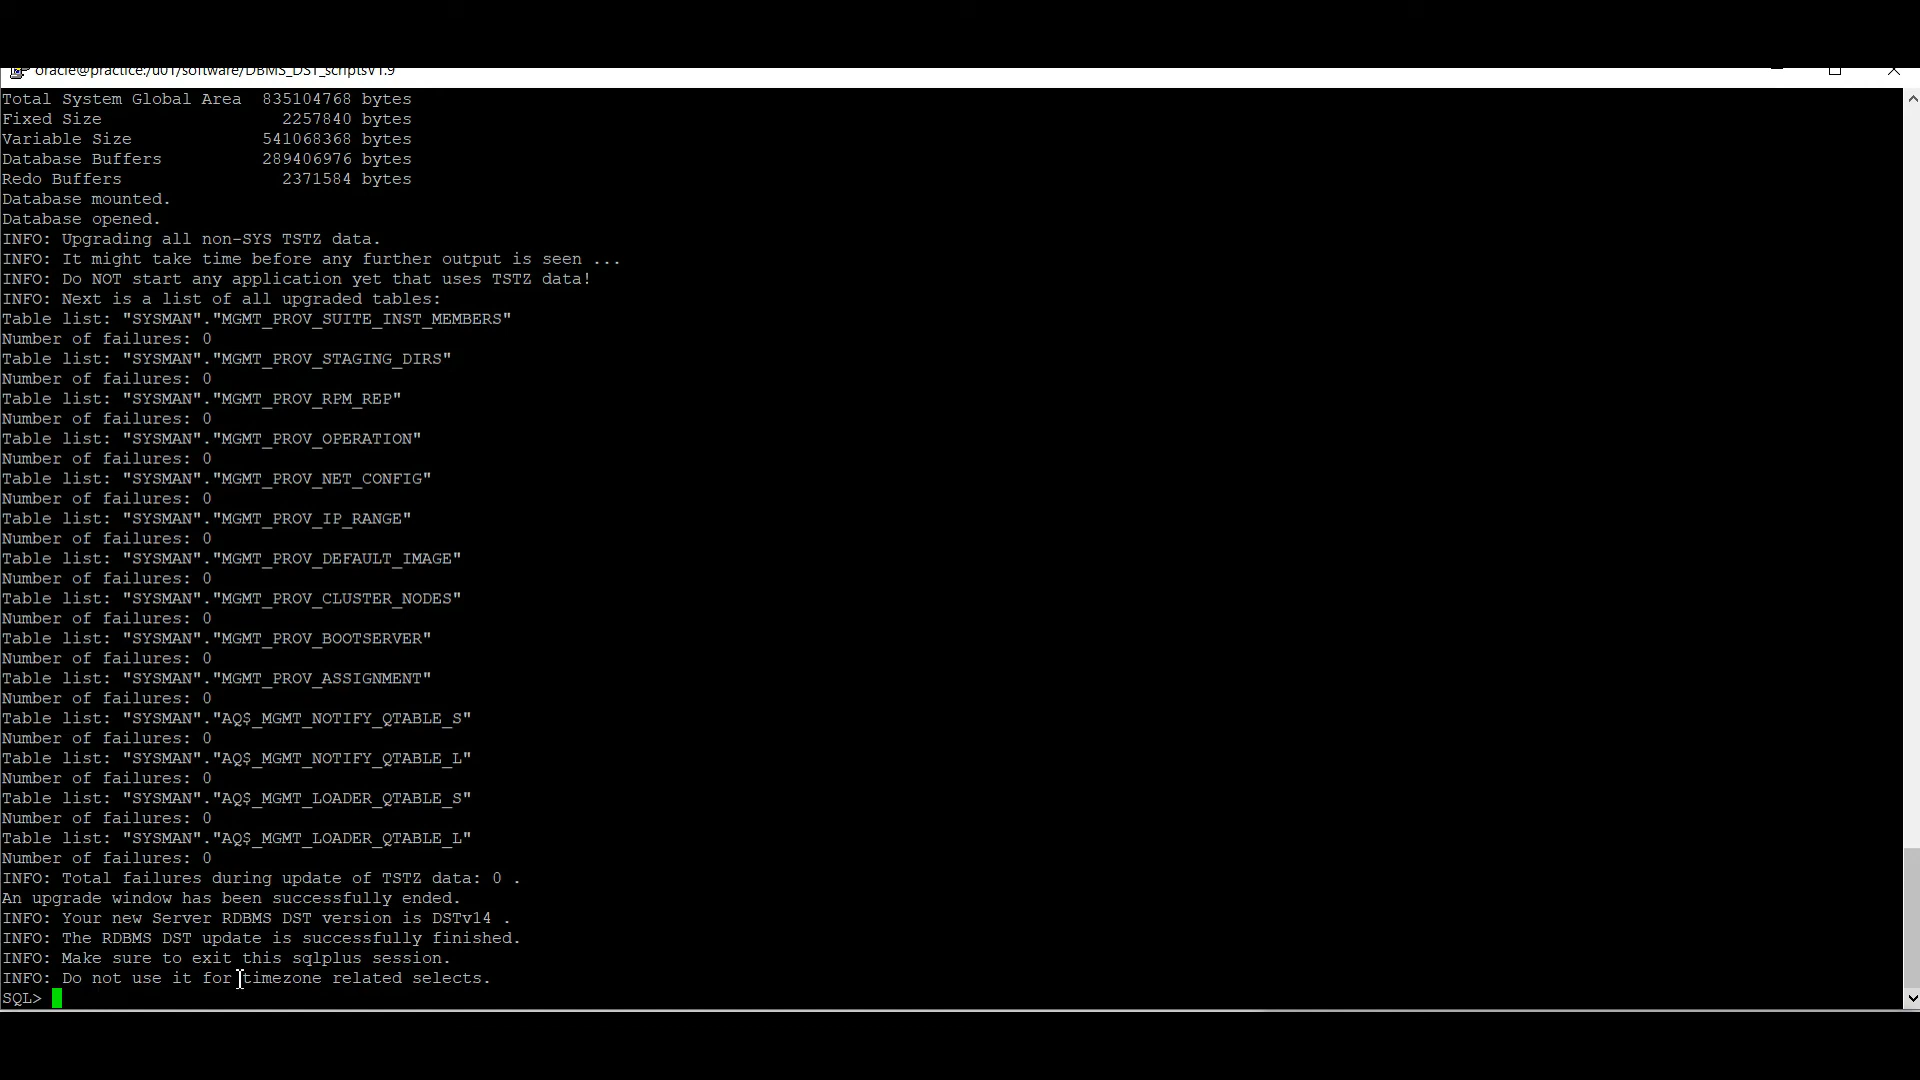 oracle@practice:/u01/software/DBMS_DST_scriptsV1.9
Total System Global Area  835104768 bytes
Fixed Size                  2257840 bytes
Variable Size             541068368 bytes
Database Buffers          289406976 bytes
Redo Buffers                2371584 bytes
Database mounted.
Database opened.
INFO: Upgrading all non-SYS TSTZ data.
INFO: It might take time before any further output is seen ...
INFO: Do NOT start any application yet that uses TSTZ data!
INFO: Next is a list of all upgraded tables:
Table list: "SYSMAN"."MGMT_PROV_SUITE_INST_MEMBERS"
Number of failures: 0
Table list: "SYSMAN"."MGMT_PROV_STAGING_DIRS"
Number of failures: 0
Table list: "SYSMAN"."MGMT_PROV_RPM_REP"
Number of failures: 0
Table list: "SYSMAN"."MGMT_PROV_OPERATION"
Number of failures: 0
Table list: "SYSMAN"."MGMT_PROV_NET_CONFIG"
Number of failures: 0
Table list: "SYSMAN"."MGMT_PROV_IP_RANGE"
Number of failures: 0
Table list: "SYSMAN"."MGMT_PROV_DEFAULT_IMAGE"
Number of failures: 0
Table list: "SYSMAN"."MGMT_PROV_CLUSTER_NODES"
Number of failures: 0
Table list: "SYSMAN"."MGMT_PROV_BOOTSERVER"
Number of failures: 0
Table list: "SYSMAN"."MGMT_PROV_ASSIGNMENT"
Number of failures: 0
Table list: "SYSMAN"."AQ$_MGMT_NOTIFY_QTABLE_S"
Number of failures: 0
Table list: "SYSMAN"."AQ$_MGMT_NOTIFY_QTABLE_L"
Number of failures: 0
Table list: "SYSMAN"."AQ$_MGMT_LOADER_QTABLE_S"
Number of failures: 0
Table list: "SYSMAN"."AQ$_MGMT_LOADER_QTABLE_L"
Number of failures: 0
INFO: Total failures during update of TSTZ data: 0 .
An upgrade window has been successfully ended.
INFO: Your new Server RDBMS DST version is DSTv14 .
INFO: The RDBMS DST update is successfully finished.
INFO: Make sure to exit this sqlplus session.
INFO: Do not use it for timezone related selects.
SQL>